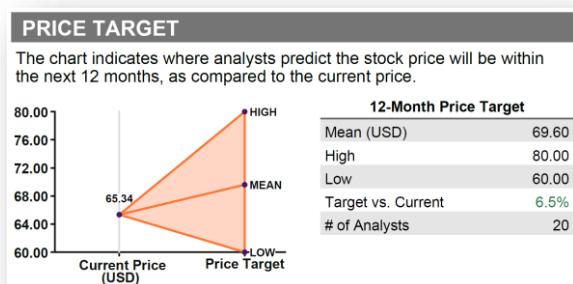 PRICE TARGET
The chart indicates where analysts predict the stock price will be within
the next 12 months, as compared to the current price.
80.00
76.00
72.00
68.00
64.00
60.00
65.34
HIGH
MEAN
LOW
Current Price
(USD)
Price Target
12-Month Price Target
Mean (USD) 69.60
High 80.00
Low 60.00
Target vs. Current 6.5%
# of Analysts 20